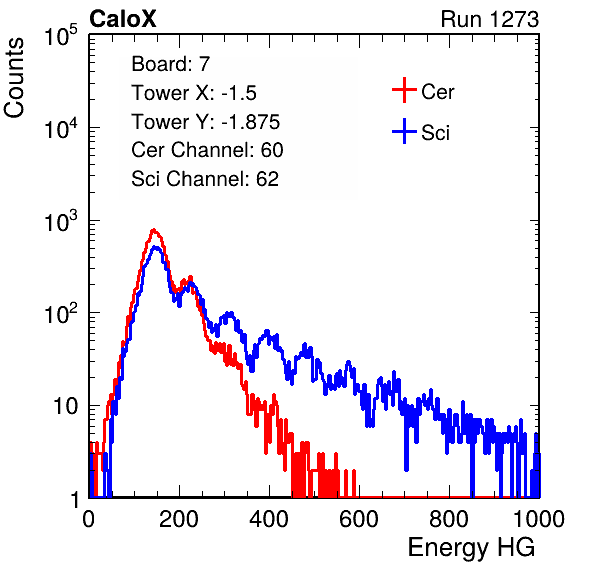 CaloX Run 1273
Counts
10^5
10^4
10^3
10^2
10
1
Board: 7
Tower X: -1.5
Tower Y: -1.875
Cer Channel: 60
Sci Channel: 62
Cer
Sci
0 200 400 600 800 1000
Energy HG